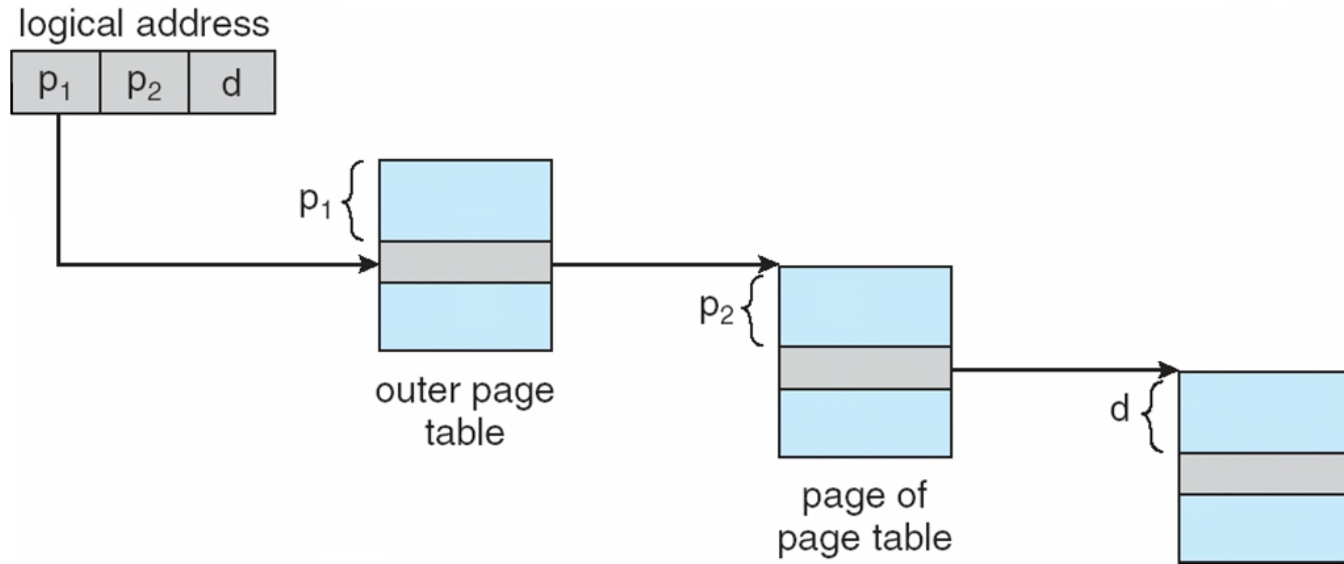 logical address
p₁ p₂ d
p₁
outer page
table
p₂
page of
page table
d